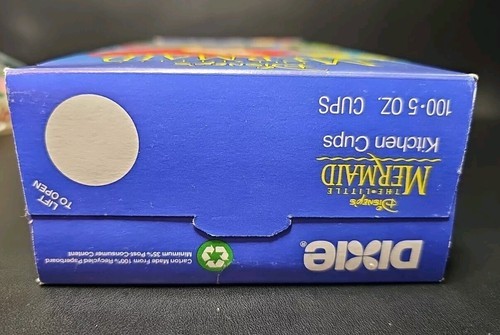 DIXIE®
Carton Made From 100% Recycled Paperboard
Minimum 35% Post-Consumer Content
DISNEY'S
THE•LITTLE
MERMAID
Kitchen Cups
100-5 OZ. CUPS
LIFT
TO OPEN